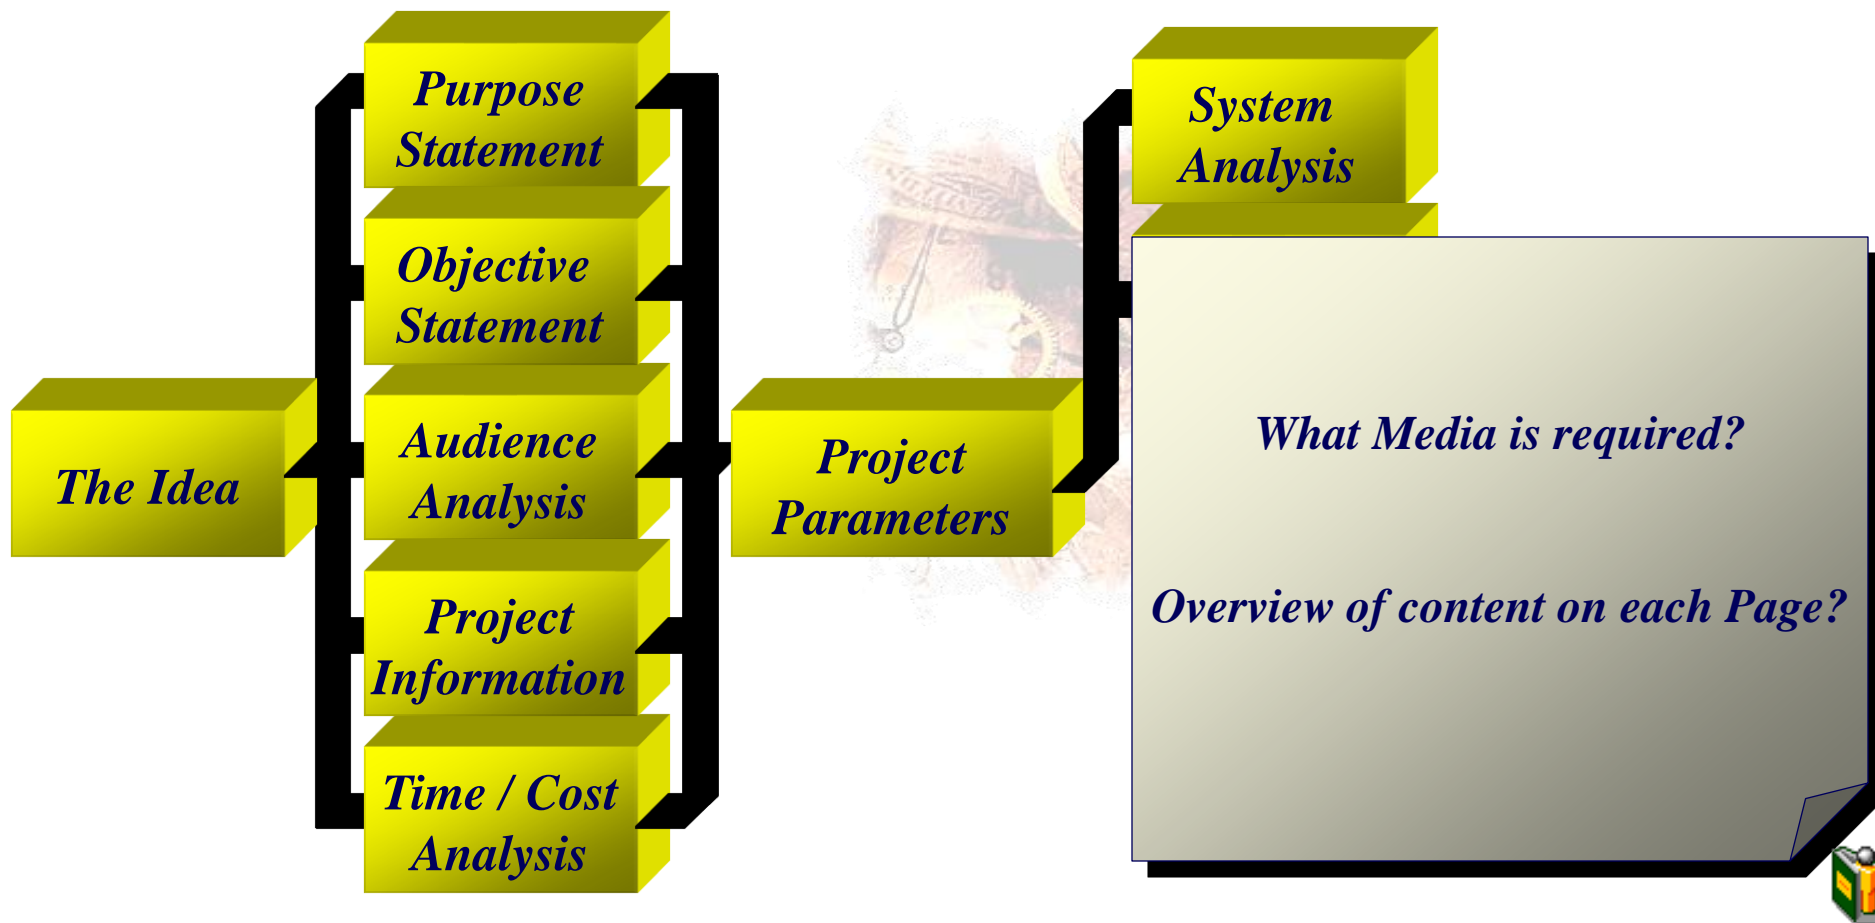 The Idea
Purpose
Statement
Objective
Statement
Audience
Analysis
Project
Information
Time / Cost
Analysis
Project
Parameters
System
Analysis
What Media is required?
Overview of content on each Page?